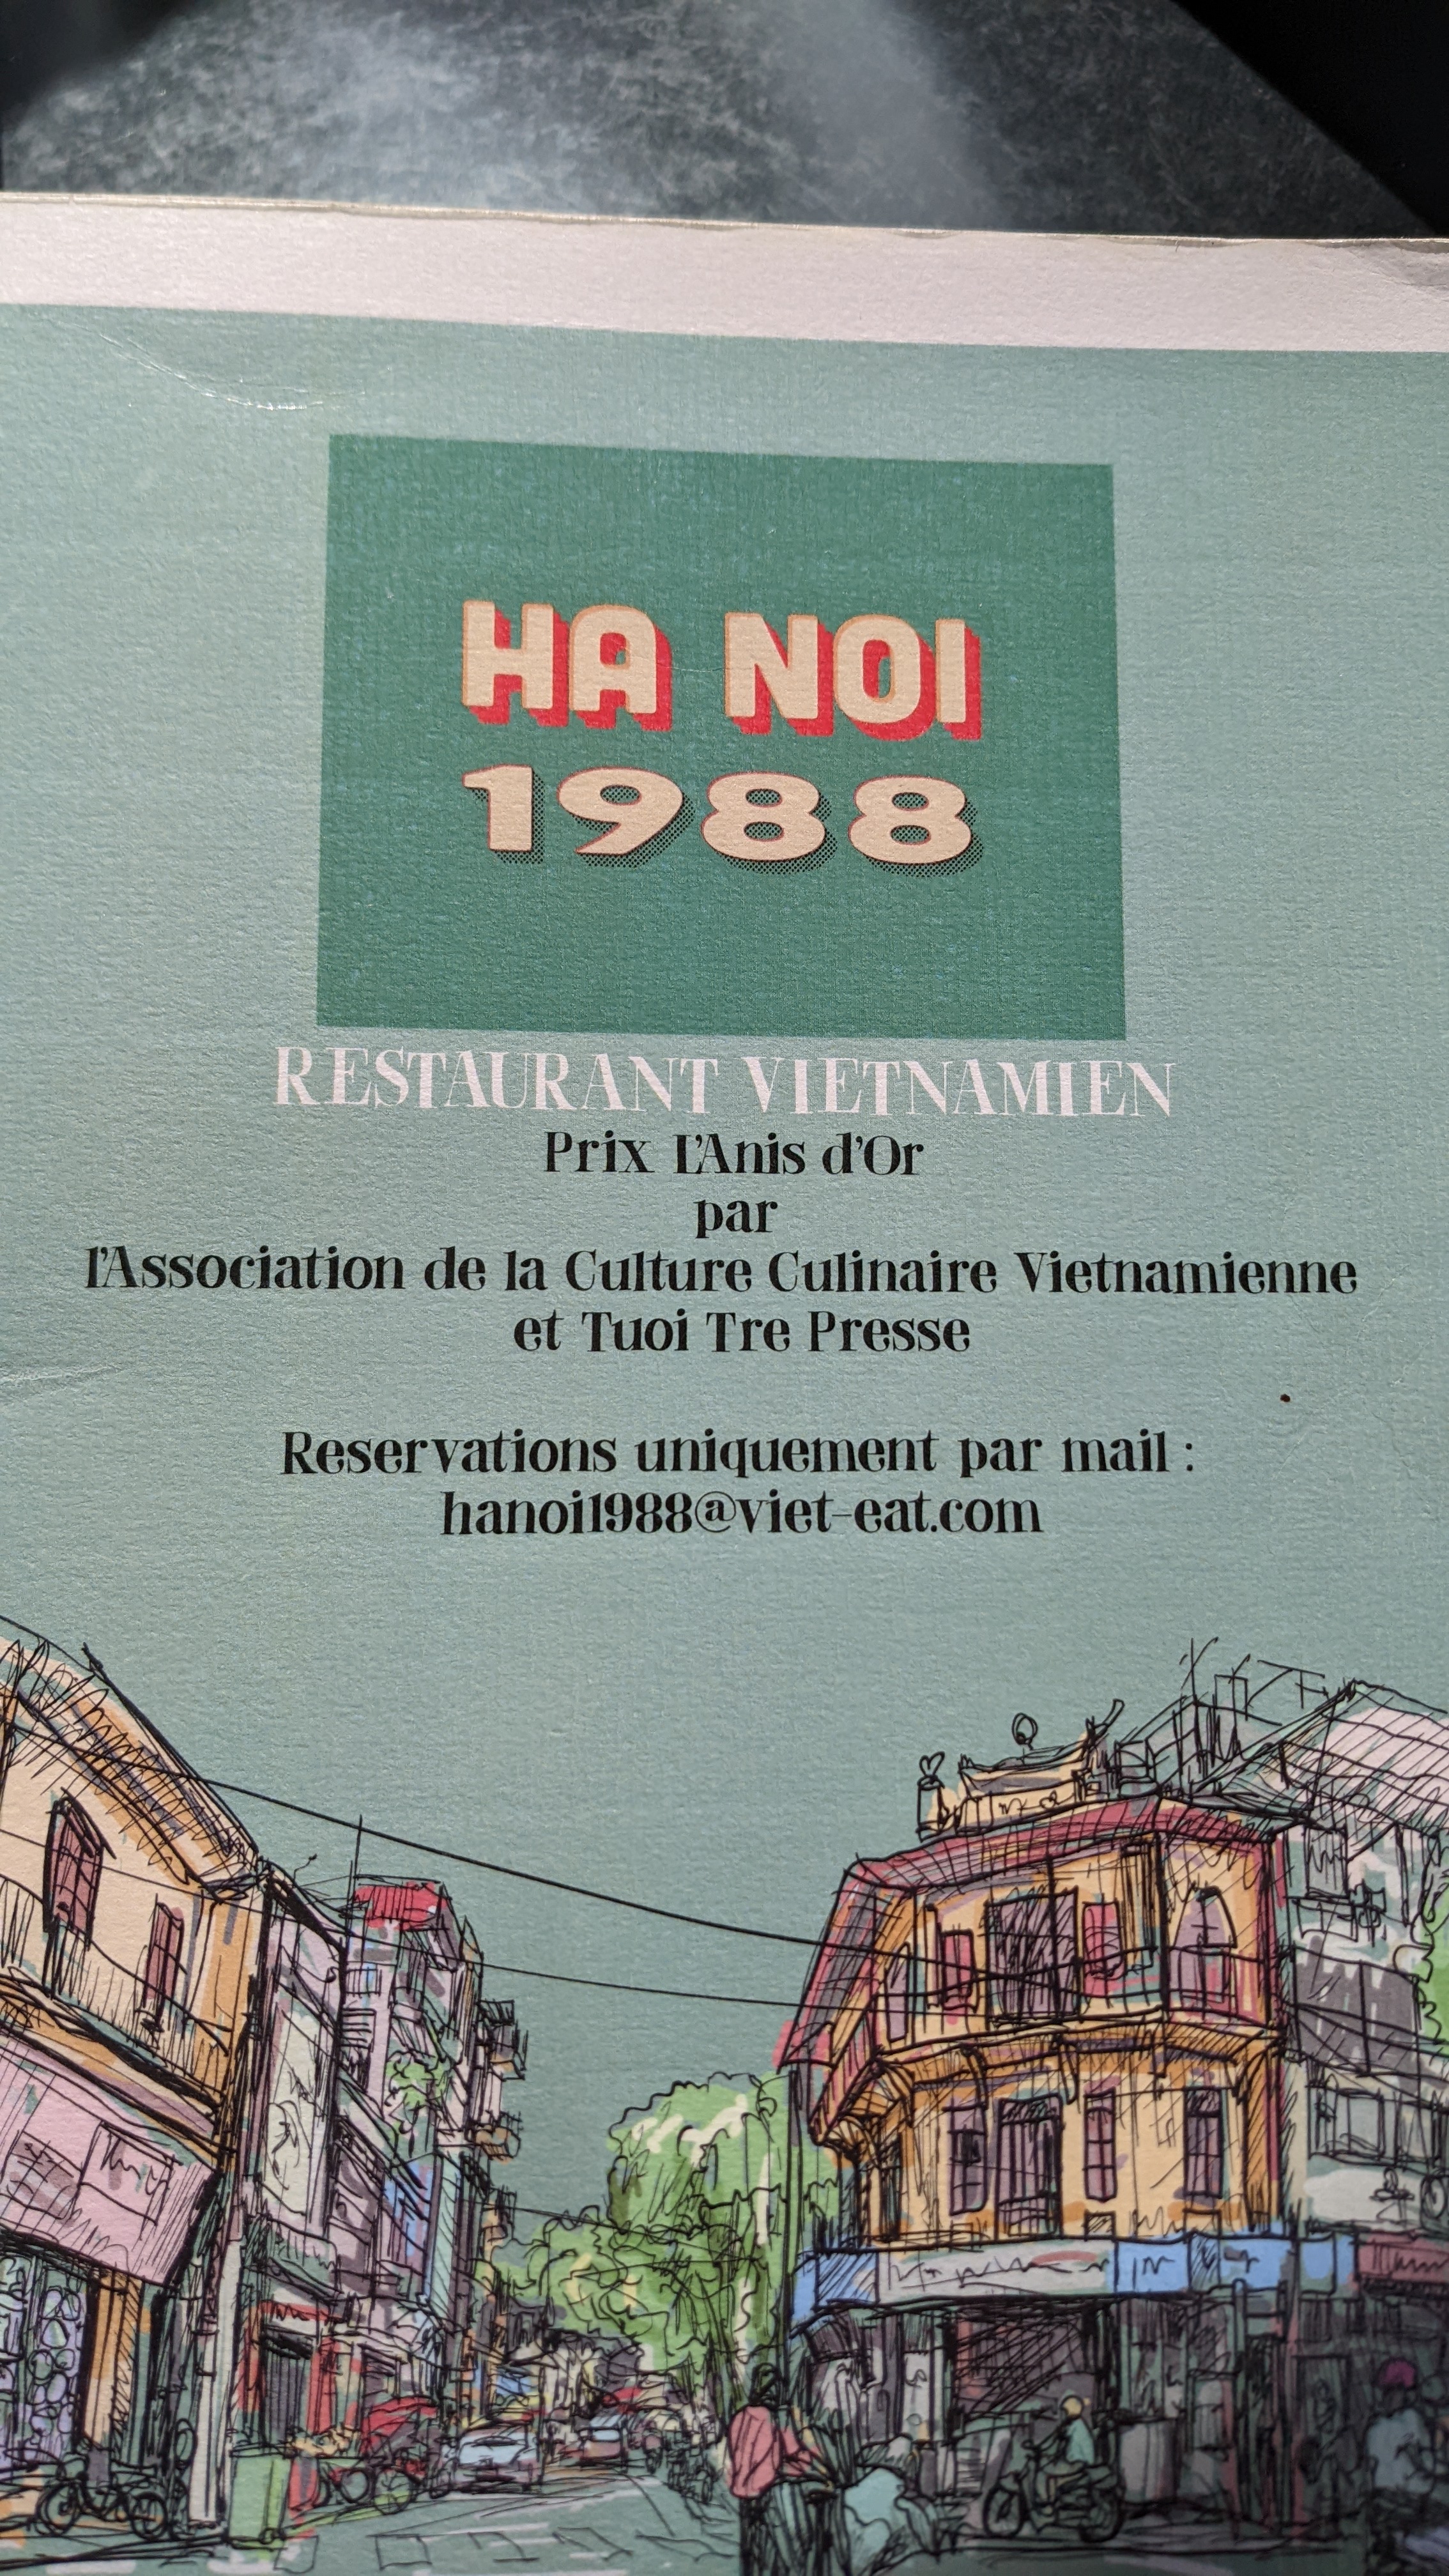 HA NOI
1988
RESTAURANT VIETNAMIEN
Prix L'Anis d'Or
par
l'Association de la Culture Culinaire Vietnamienne
et Tuoi Tre Presse
Reservations uniquement par mail :
hanoi1988@viet-eat.com